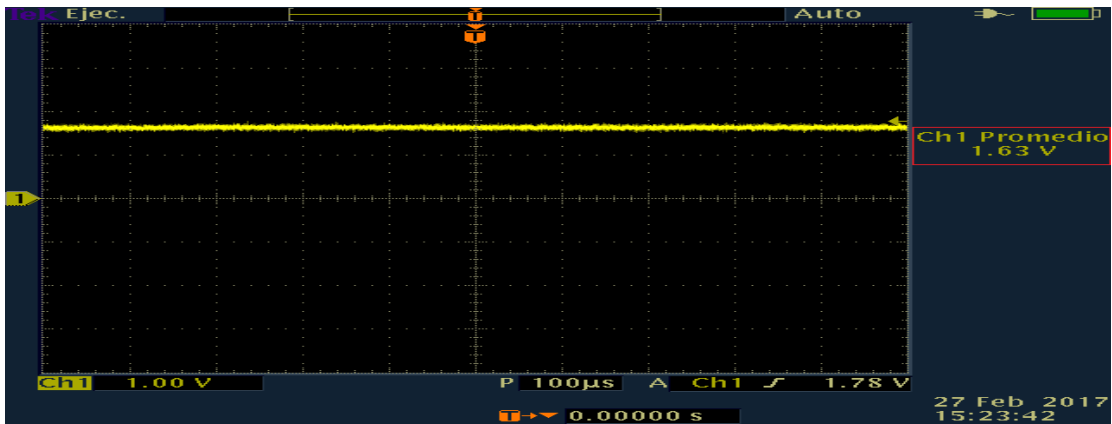 Tek Ejec. Auto
T
T
Ch1 Promedio
1.63 V
1
Ch1 1.00 V P 100µs A Ch1 1.78 V
27 Feb 2017
T 0.00000 s
15:23:42